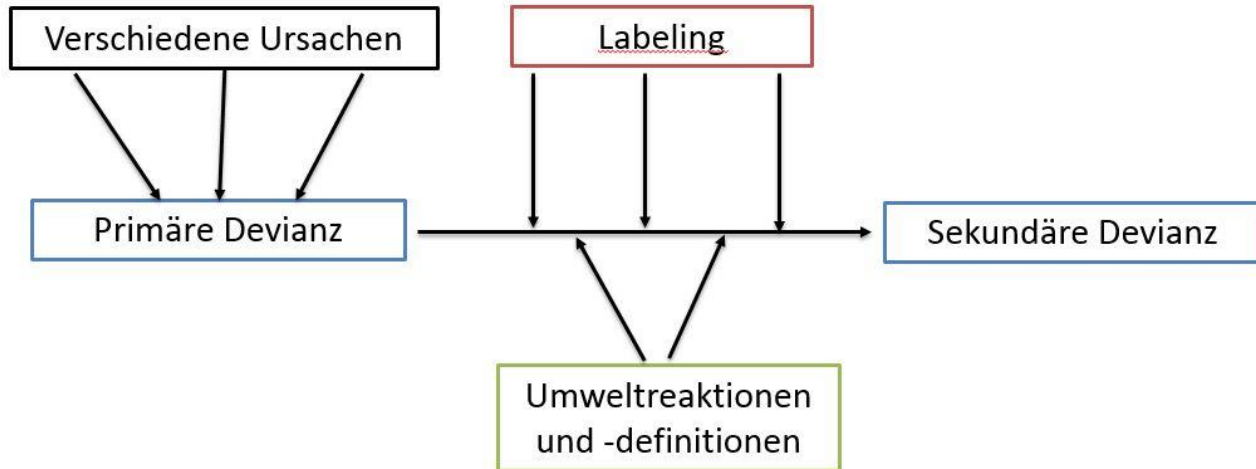 Verschiedene Ursachen
Labeling
Primäre Devianz
Sekundäre Devianz
Umweltreaktionen
und -definitionen